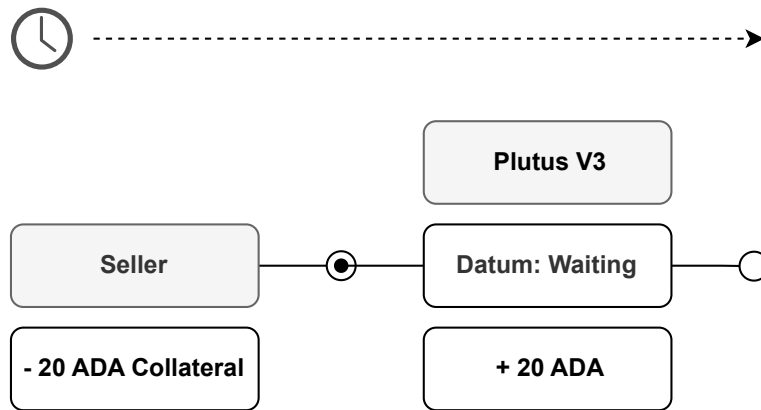 Plutus V3
Seller
Datum: Waiting
- 20 ADA Collateral
+ 20 ADA